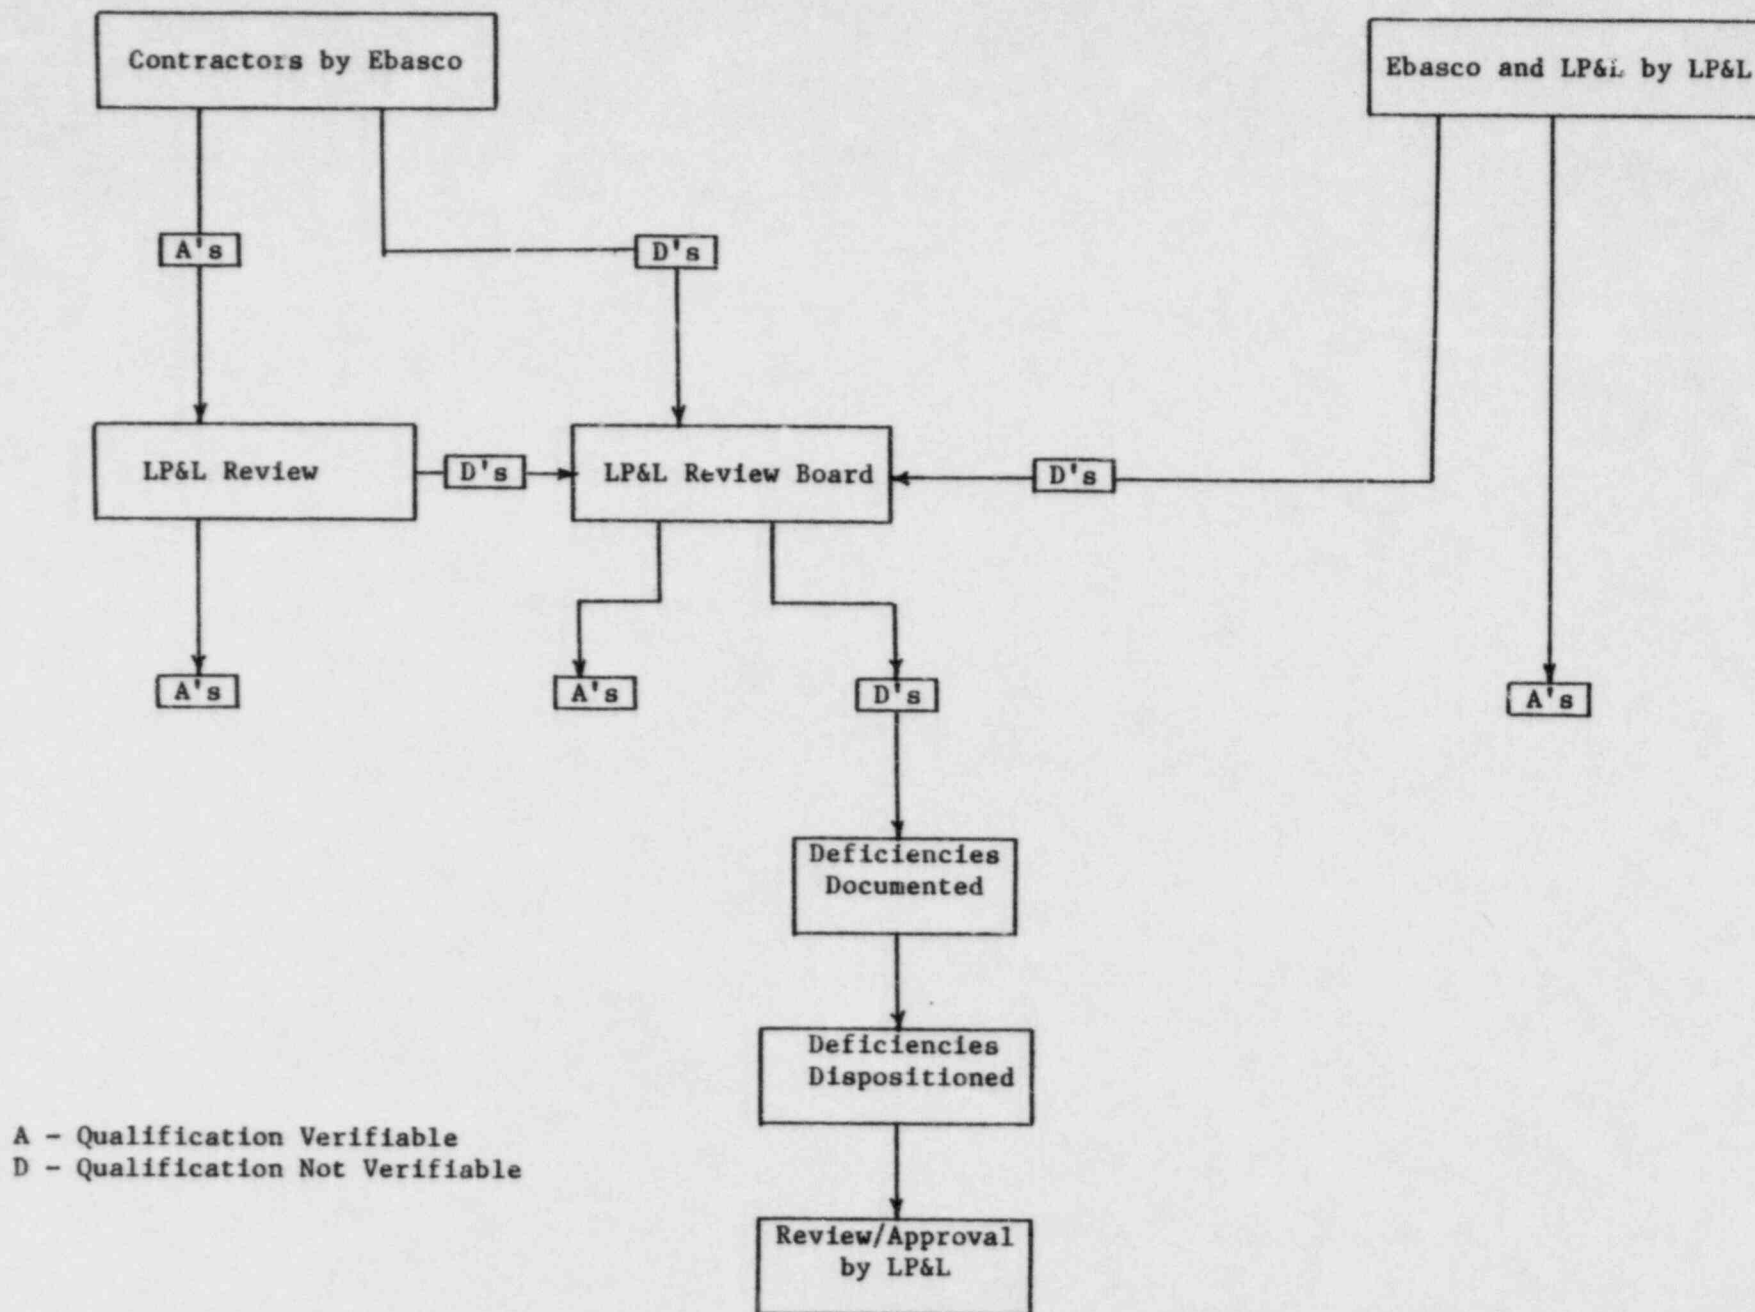 Contractors by Ebasco
Ebasco and LP&L by LP&L
A's
D's
LP&L Review
D's
LP&L Review Board
D's
A's
A's
D's
A's
Deficiencies
Documented
Deficiencies
Dispositioned
A - Qualification Verifiable
D - Qualification Not Verifiable
Review/Approval
by LP&L